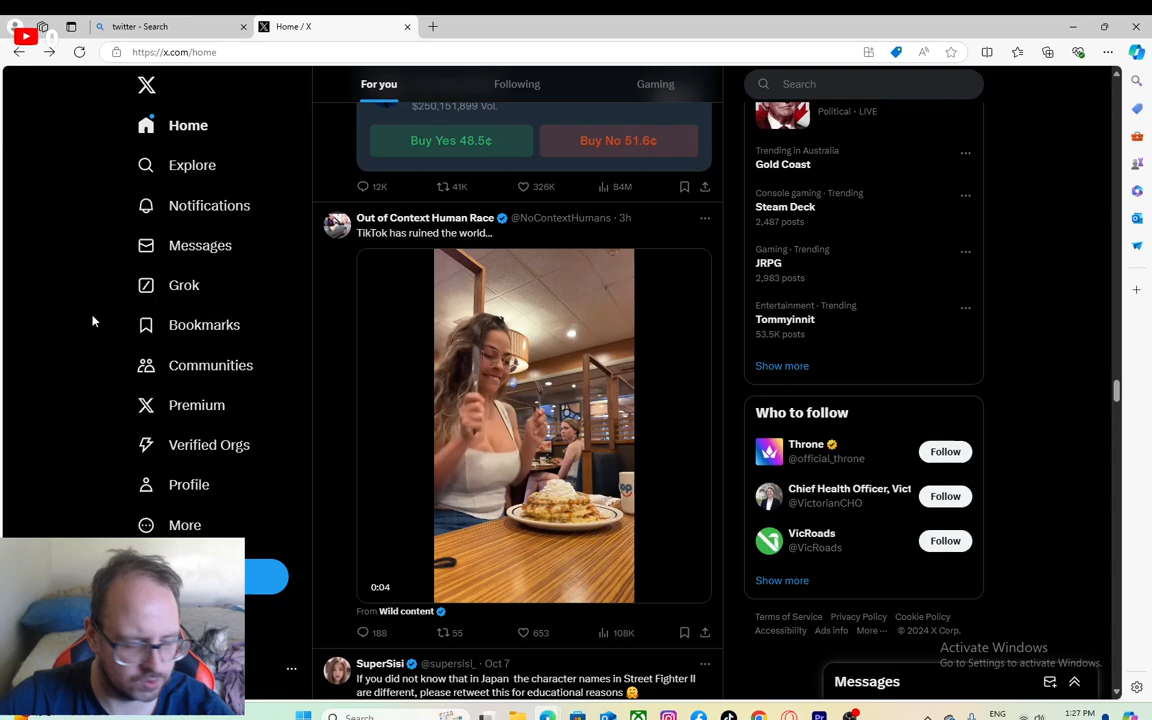 twitter - Search
Home / X
0
https://x.com/home
For you
Following
Gaming
Search
Home
Explore
Notifications
Messages
Grok
Bookmarks
Communities
Premium
Verified Orgs
Profile
More
$250,151,899 Vol.
Buy Yes 48.5¢
Buy No 51.6¢
12K
41K
326K
84M
Out of Context Human Race @NoContextHumans · 3h
TikTok has ruined the world...
0:04
From Wild content
188
55
653
108K
SuperSisi @supersisi_ · Oct 7
If you did not know that in Japan the character names in Street Fighter II
are different, please retweet this for educational reasons
Political · LIVE
Trending in Australia
Gold Coast
Console gaming · Trending
Steam Deck
2,487 posts
Gaming · Trending
JRPG
2,983 posts
Entertainment · Trending
Tommyinnit
53.5K posts
Show more
Who to follow
Throne
@official_throne
Follow
Chief Health Officer, Vict
@VictorianCHO
Follow
VicRoads
@VicRoads
Follow
Show more
Terms of Service Privacy Policy Cookie Policy
Accessibility Ads info More ··· © 2024 X Corp.
Activate Windows
Go to Settings to activate Windows.
Messages
Search
ENG
1:27 PM